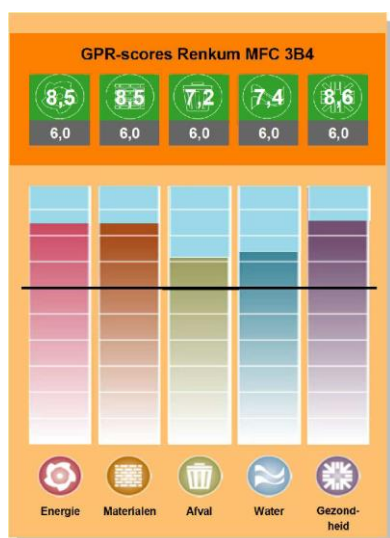 GPR-scores Renkum MFC 3B4
8,5 8,5 7,2 7,4 8,6
6,0 6,0 6,0 6,0 6,0
Energie Materialen Afval Water Gezond-
heid